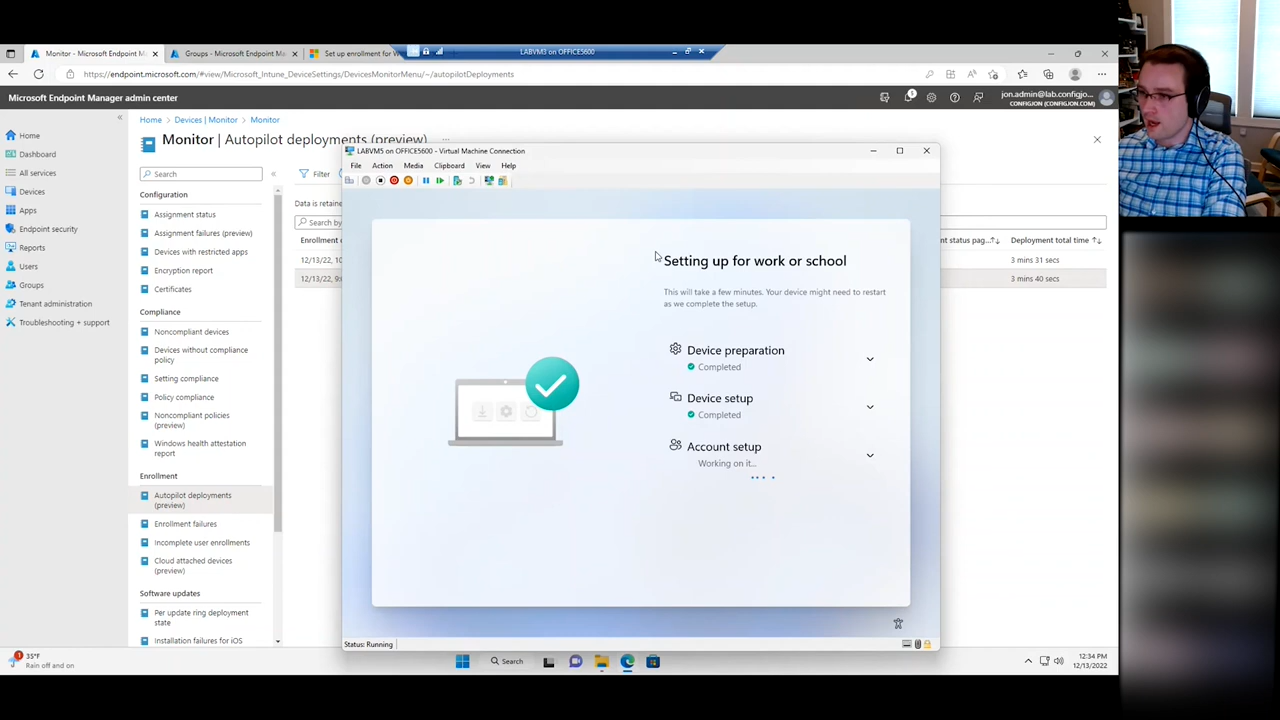 LABVM3 on OFFICE5600
Monitor - Microsoft Endpoint M
Groups - Microsoft Endpoint Ma
Set up enrollment for W
https://endpoint.microsoft.com/#view/Microsoft_Intune_DeviceSettings/DevicesMonitorMenu/~/autopilotDeployments
Microsoft Endpoint Manager admin center
1
jon.admin@lab.configjo...
CONFIGJON (CONFIGJON.COM)
Home
Dashboard
All services
Devices
Apps
Endpoint security
Reports
Users
Groups
Tenant administration
Troubleshooting + support
Home > Devices | Monitor > Monitor
Monitor | Autopilot deployments (preview)
...
Search
Configuration
Assignment status
Assignment failures (preview)
Devices with restricted apps
Encryption report
Certificates
Compliance
Noncompliant devices
Devices without compliance
policy
Setting compliance
Policy compliance
Noncompliant policies
(preview)
Windows health attestation
report
Enrollment
Autopilot deployments
(preview)
Enrollment failures
Incomplete user enrollments
Cloud attached devices
(preview)
Software updates
Per update ring deployment
state
Installation failures for iOS
Filter
Data is retaine
Search by
Enrollment
12/13/22, 10
12/13/22, 9:
t status pag...
Deployment total time
3 mins 31 secs
3 mins 40 secs
LABVM5 on OFFICE5600 - Virtual Machine Connection
File Action Media Clipboard View Help
Setting up for work or school
This will take a few minutes. Your device might need to restart
as we complete the setup.
Device preparation
Completed
Device setup
Completed
Account setup
Working on it...
Status: Running
1
35°F
Rain off and on
Search
12:34 PM
12/13/2022